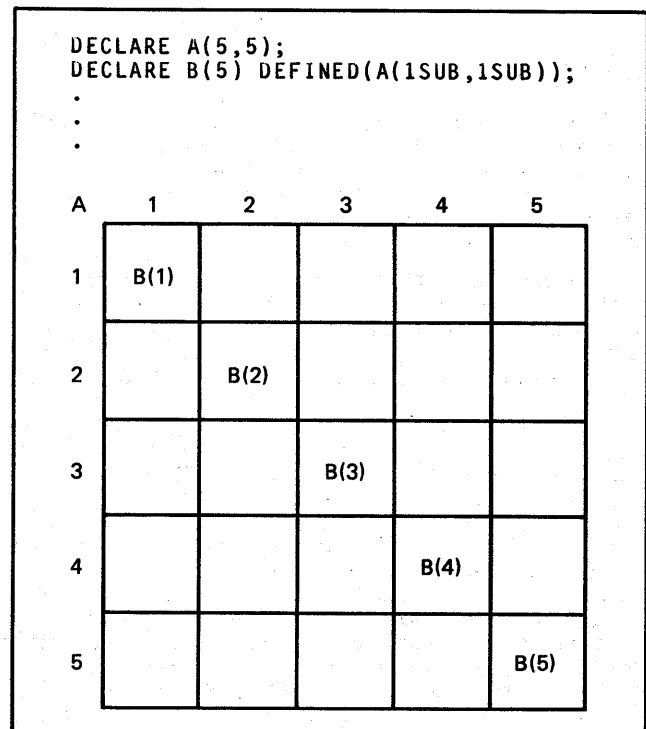 DECLARE A(5,5);
DECLARE B(5) DEFINED(A(1SUB,1SUB));
.
.
.
A 1 2 3 4 5
1 B(1)
2 B(2)
3 B(3)
4 B(4)
5 B(5)